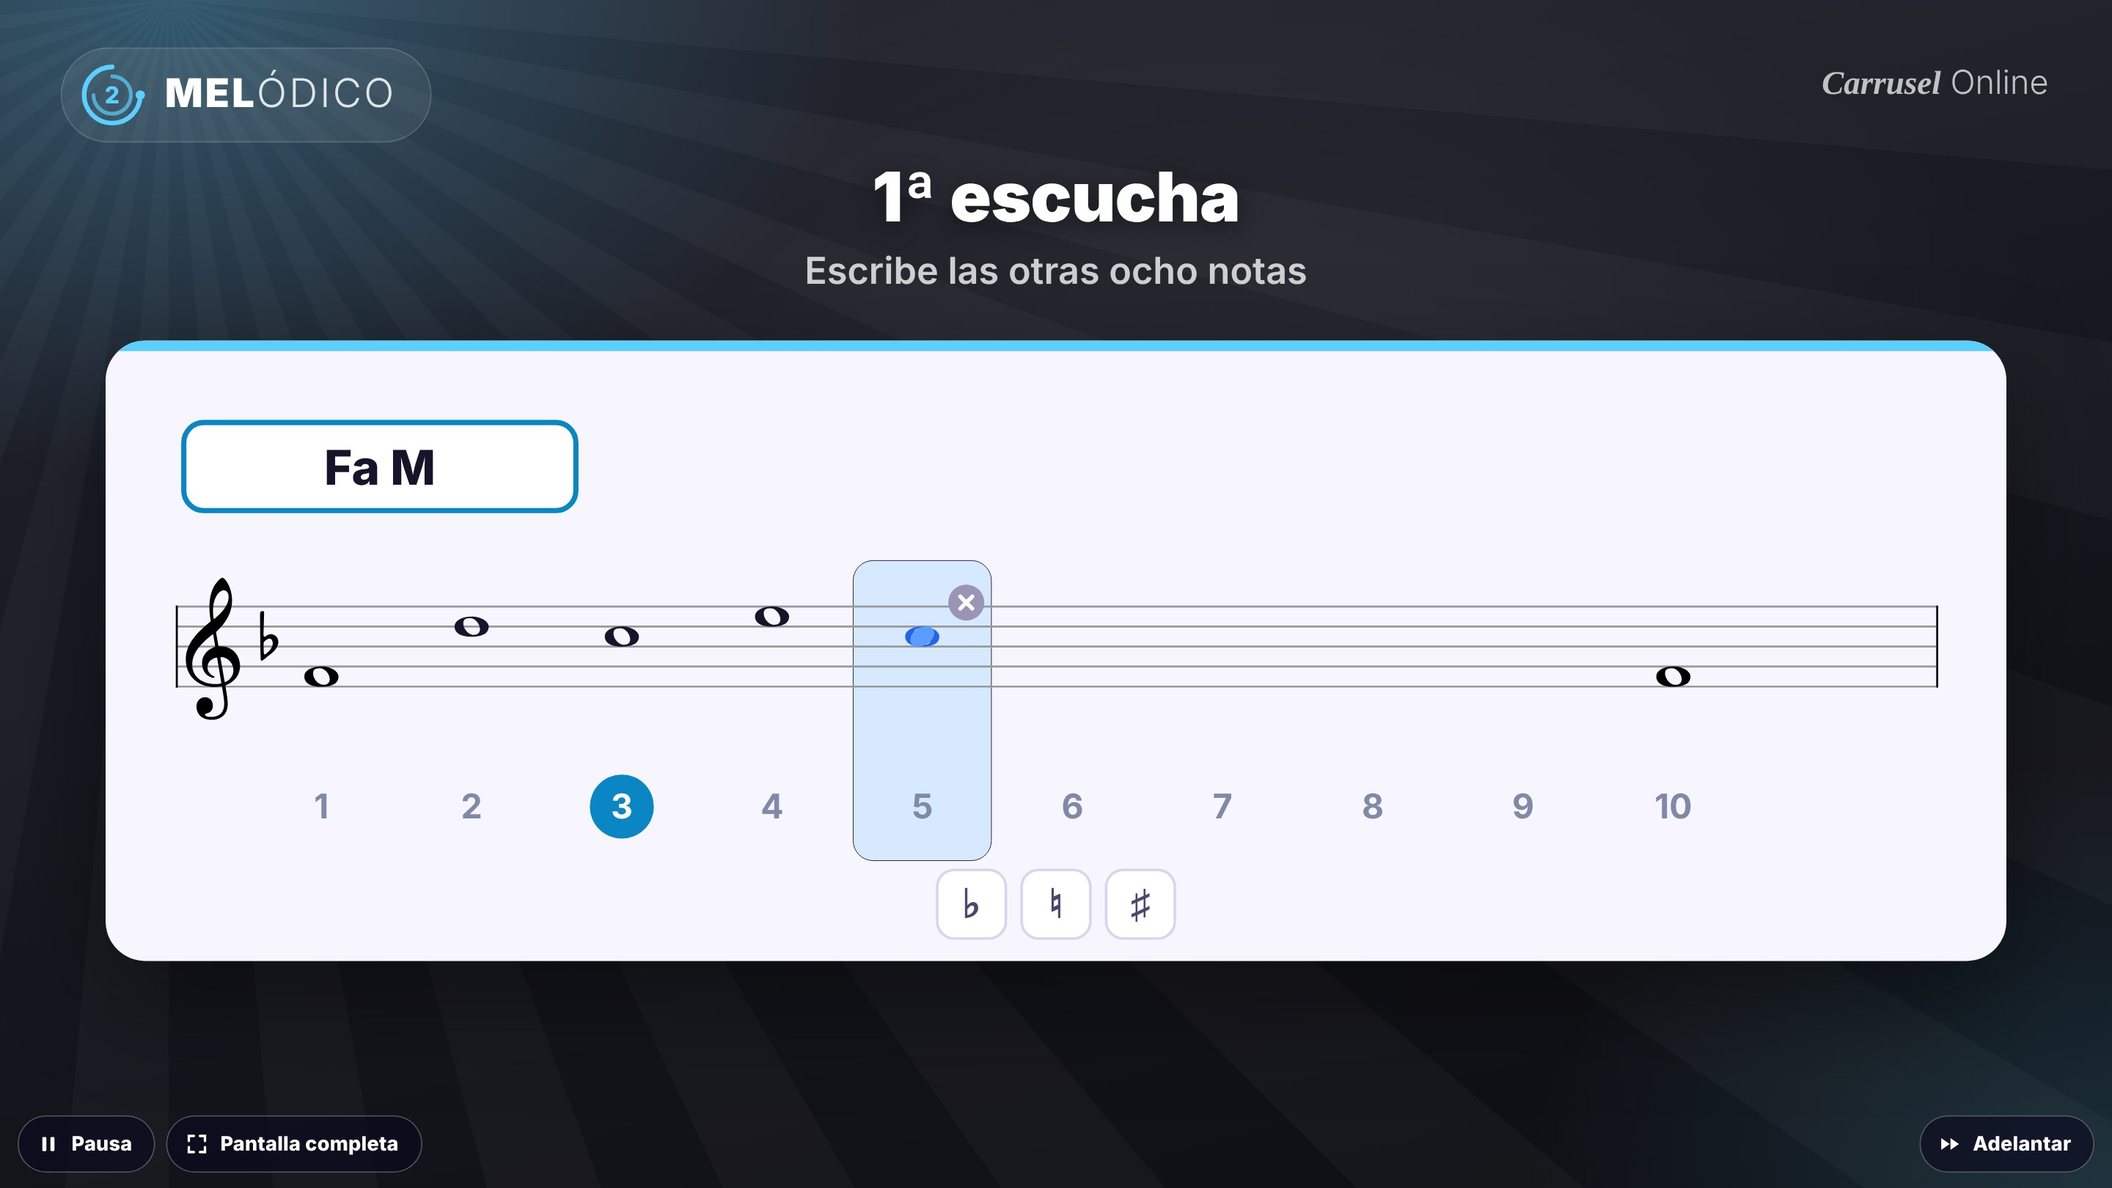 2 MELÓDICO
Carrusel Online
1ª escucha
Escribe las otras ocho notas
Fa M
1 2 3 4 5 6 7 8 9 10
Pausa
Pantalla completa
Adelantar